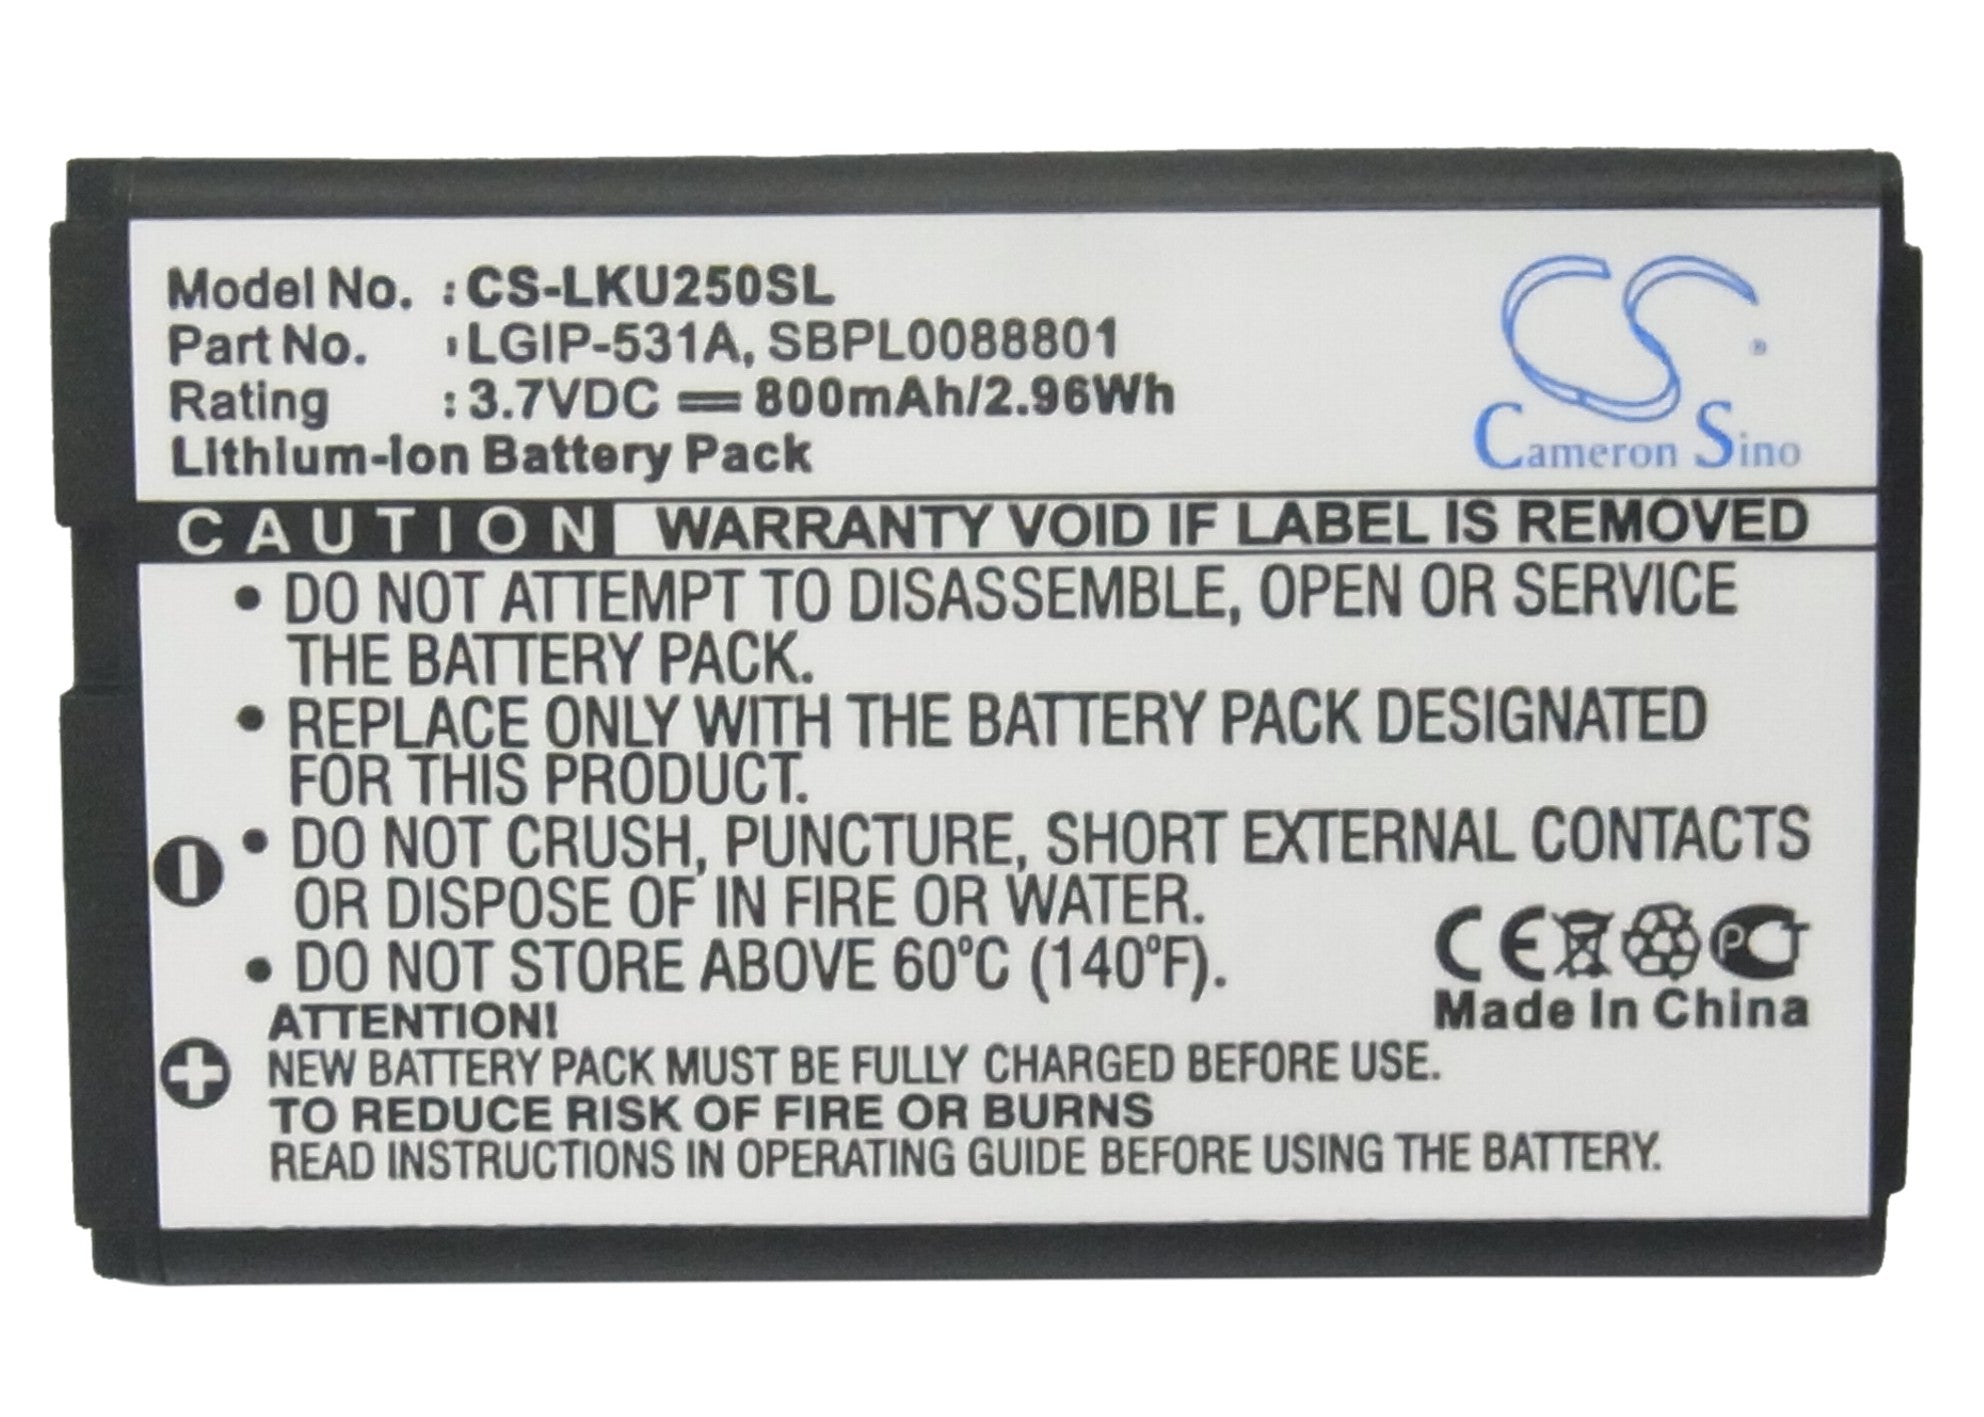 Model No. : CS-LKU250SL
Part No. : LGIP-531A, SBPL0088801
Rating : 3.7VDC ⎓ 800mAh/2.96Wh
Lithium-Ion Battery Pack
CS ®
Cameron Sino
CAUTION WARRANTY VOID IF LABEL IS REMOVED
• DO NOT ATTEMPT TO DISASSEMBLE, OPEN OR SERVICE
THE BATTERY PACK.
• REPLACE ONLY WITH THE BATTERY PACK DESIGNATED
FOR THIS PRODUCT.
• DO NOT CRUSH, PUNCTURE, SHORT EXTERNAL CONTACTS
OR DISPOSE OF IN FIRE OR WATER.
• DO NOT STORE ABOVE 60°C (140°F).
CE PCT
Made In China
ATTENTION!
NEW BATTERY PACK MUST BE FULLY CHARGED BEFORE USE.
TO REDUCE RISK OF FIRE OR BURNS
READ INSTRUCTIONS IN OPERATING GUIDE BEFORE USING THE BATTERY.